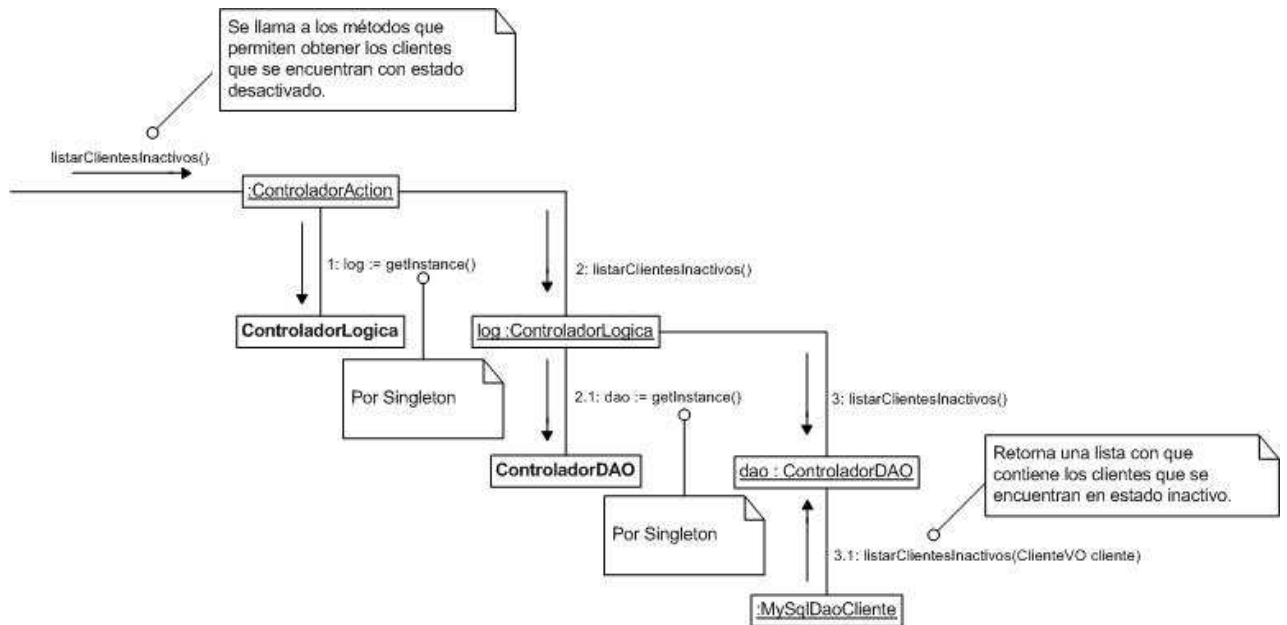 Se llama a los métodos que
permiten obtener los clientes
que se encuentran con estado
desactivado.
listarClientesInactivos()
:ControladorAction
1: log := getInstance()
2: listarClientesInactivos()
ControladorLogica
log :ControladorLogica
Por Singleton
2.1: dao := getInstance()
3: listarClientesInactivos()
ControladorDAO
dao : ControladorDAO
Retorna una lista con que
contiene los clientes que se
encuentran en estado inactivo.
Por Singleton
3.1: listarClientesInactivos(ClienteVO cliente)
:MySqlDaoCliente